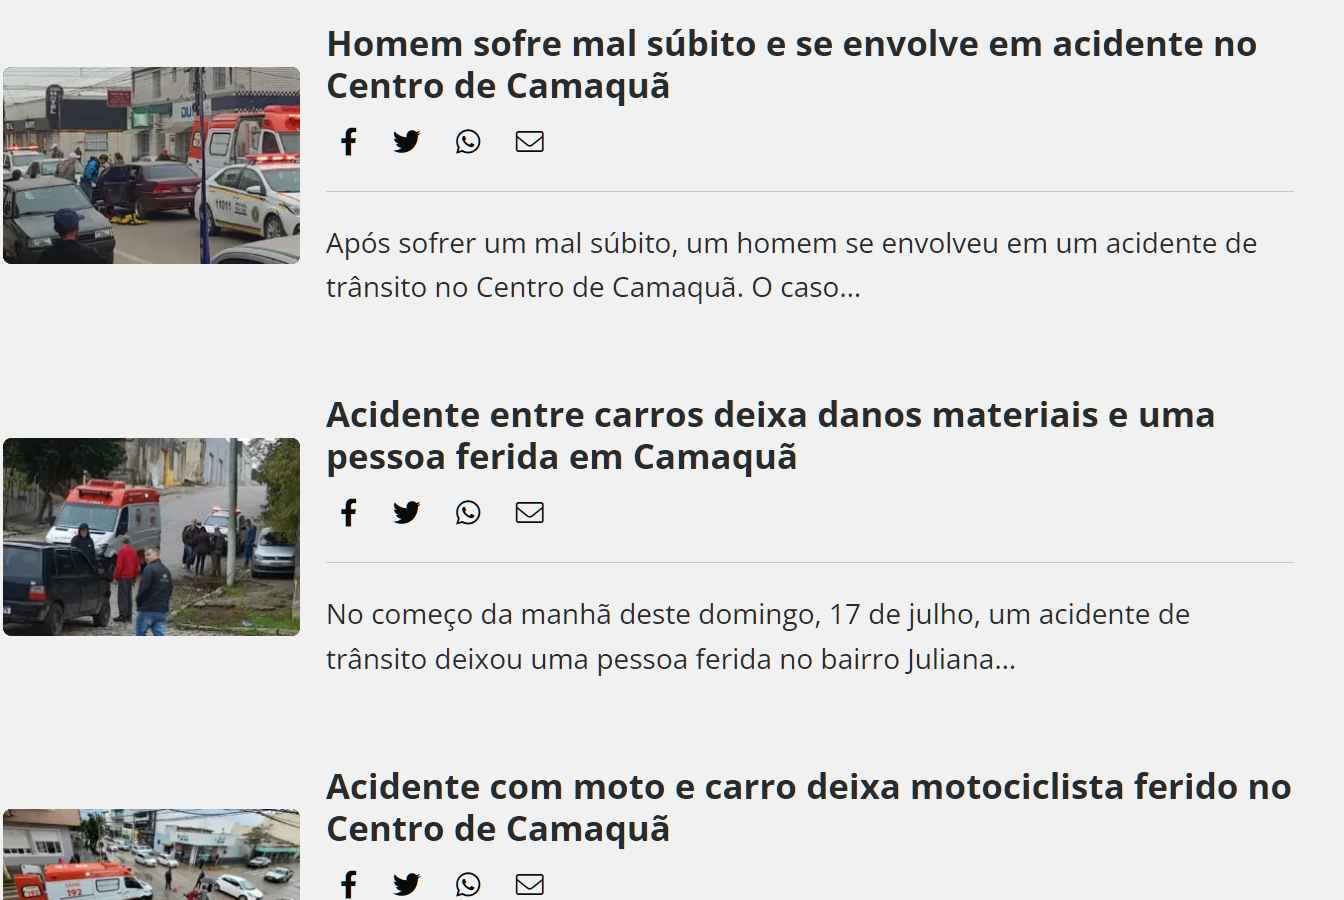 Homem sofre mal súbito e se envolve em acidente no
Centro de Camaquã
Após sofrer um mal súbito, um homem se envolveu em um acidente de
trânsito no Centro de Camaquã. O caso...
11011
Acidente entre carros deixa danos materiais e uma
pessoa ferida em Camaquã
No começo da manhã deste domingo, 17 de julho, um acidente de
trânsito deixou uma pessoa ferida no bairro Juliana...
Acidente com moto e carro deixa motociclista ferido no
Centro de Camaquã
192